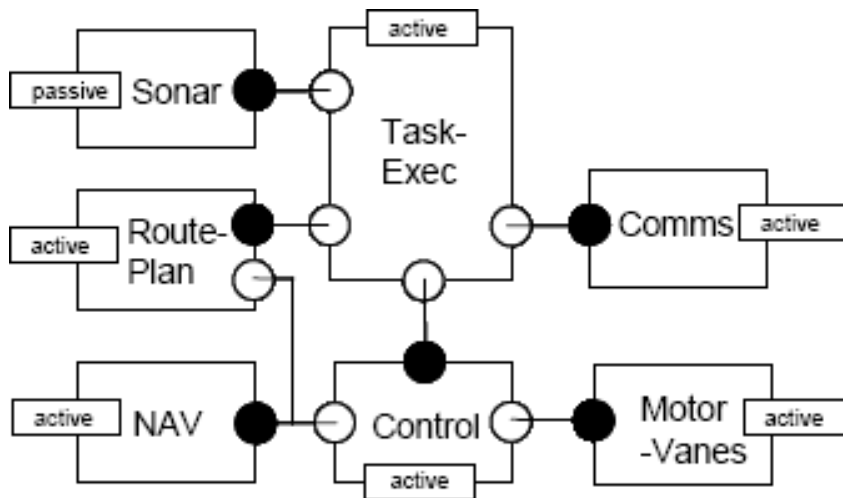 active
passive
Sonar
Task-
Exec
active
Route-
Plan
Comms
active
active
NAV
Control
active
Motor
-Vanes
active